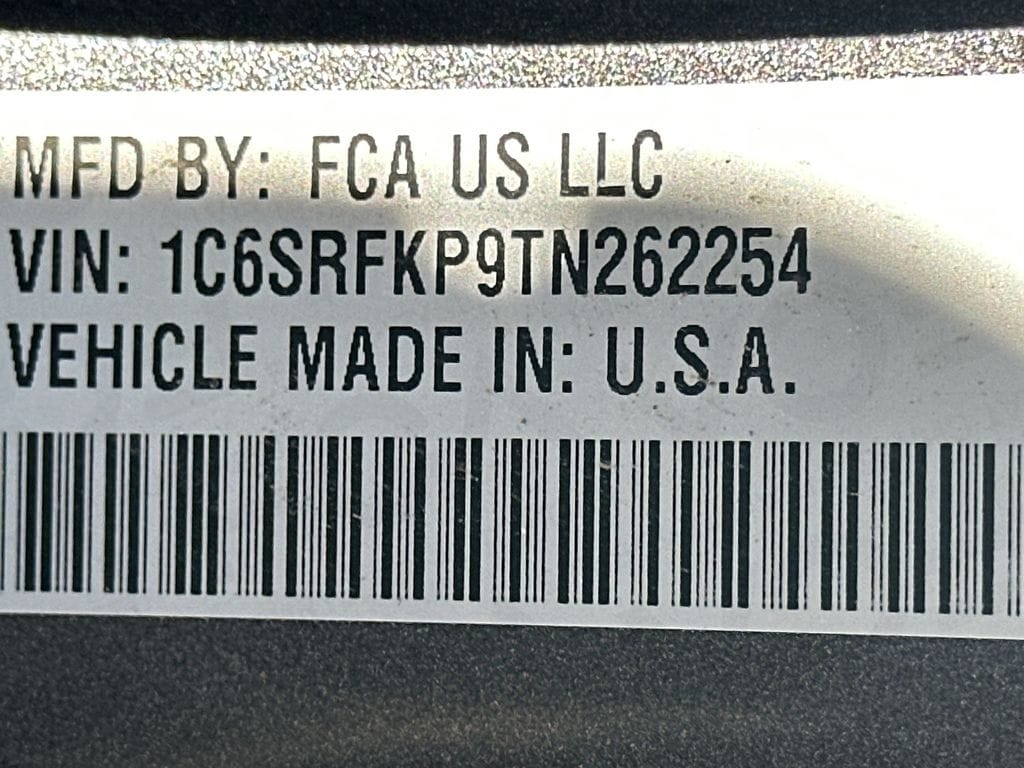 MFD BY: FCA US LLC
VIN: 1C6SRFKP9TN262254
VEHICLE MADE IN: U.S.A.